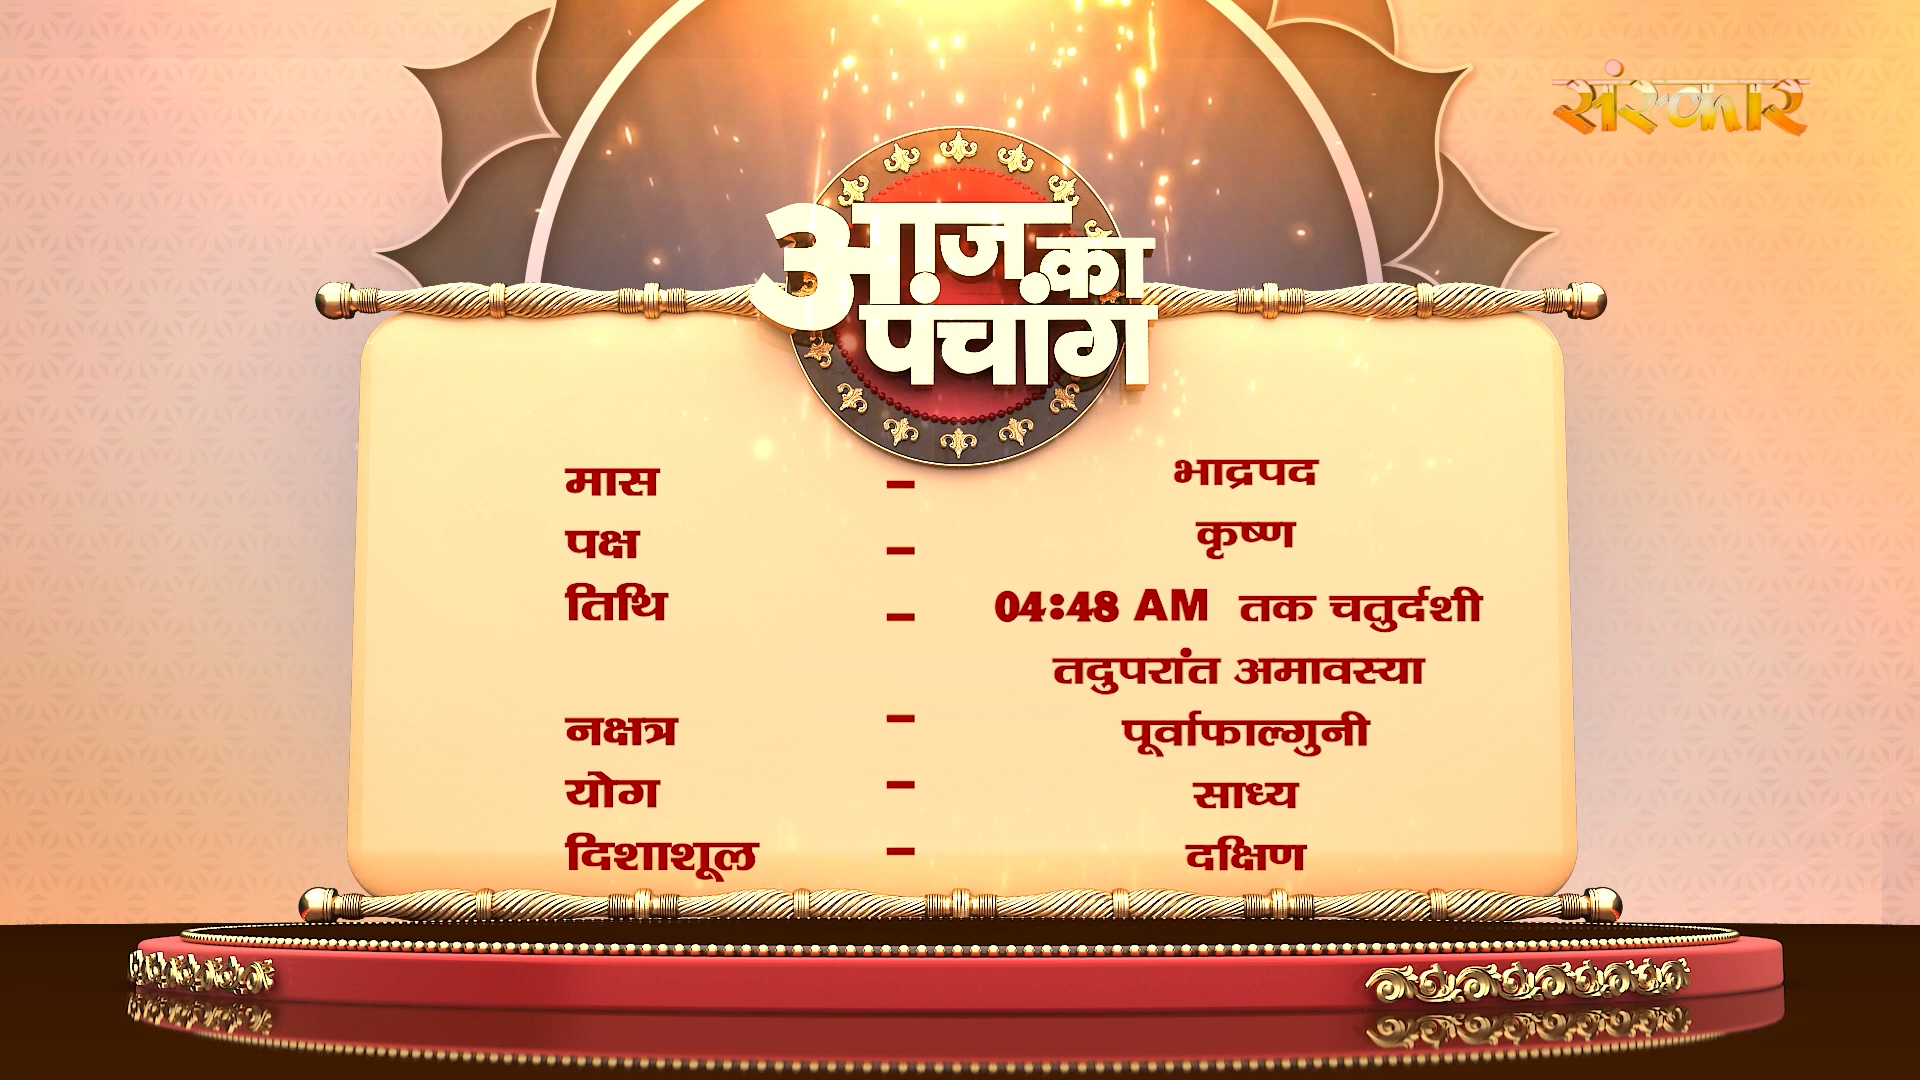 संस्कार
आज का
पंचांग
मास – भाद्रपद
पक्ष – कृष्ण
तिथि – 04:48 AM तक चतुर्दशी
तदुपरांत अमावस्या
नक्षत्र – पूर्वाफाल्गुनी
योग – साध्य
दिशाशूल – दक्षिण